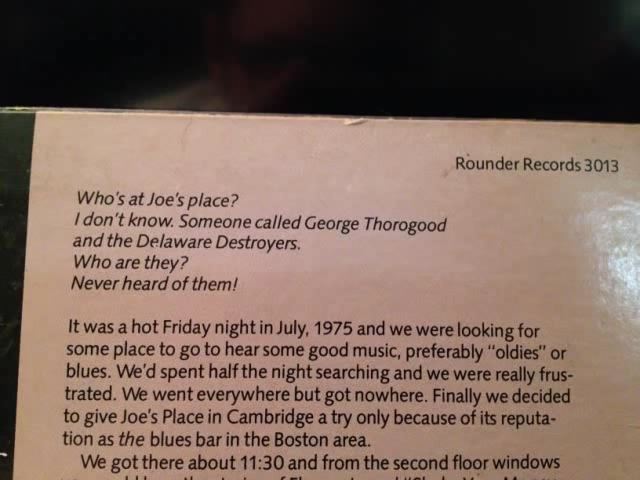 Rounder Records 3013
Who's at Joe's place?
I don't know. Someone called George Thorogood
and the Delaware Destroyers.
Who are they?
Never heard of them!
It was a hot Friday night in July, 1975 and we were looking for
some place to go to hear some good music, preferably "oldies" or
blues. We'd spent half the night searching and we were really frus-
trated. We went everywhere but got nowhere. Finally we decided
to give Joe's Place in Cambridge a try only because of its reputa-
tion as the blues bar in the Boston area.
We got there about 11:30 and from the second floor windows